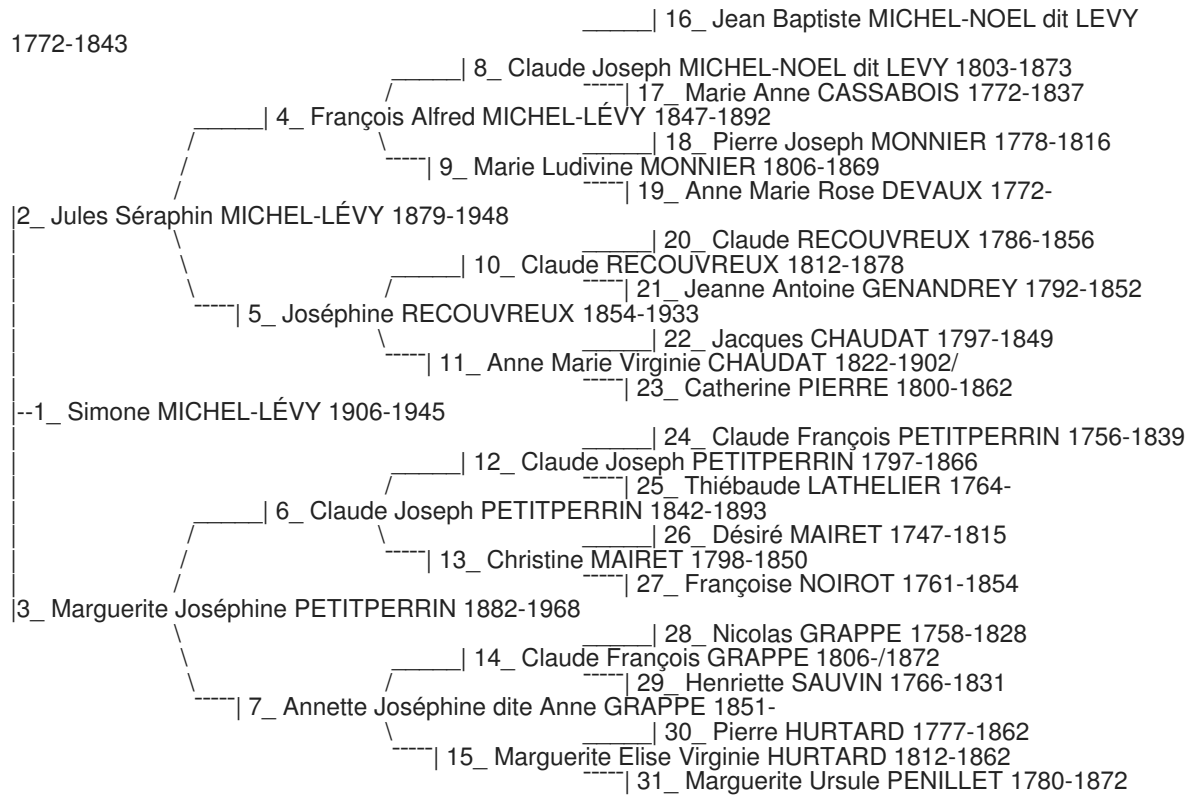 16_ Jean Baptiste MICHEL-NOEL dit LEVY
1772-1843
8_ Claude Joseph MICHEL-NOEL dit LEVY 1803-1873
17_ Marie Anne CASSABOIS 1772-1837
4_ François Alfred MICHEL-LÉVY 1847-1892
18_ Pierre Joseph MONNIER 1778-1816
9_ Marie Ludivine MONNIER 1806-1869
19_ Anne Marie Rose DEVAUX 1772-
2_ Jules Séraphin MICHEL-LÉVY 1879-1948
20_ Claude RECOUVREUX 1786-1856
10_ Claude RECOUVREUX 1812-1878
21_ Jeanne Antoine GENANDREY 1792-1852
5_ Joséphine RECOUVREUX 1854-1933
22_ Jacques CHAUDAT 1797-1849
11_ Anne Marie Virginie CHAUDAT 1822-1902/
23_ Catherine PIERRE 1800-1862
--1_ Simone MICHEL-LÉVY 1906-1945
24_ Claude François PETITPERRIN 1756-1839
12_ Claude Joseph PETITPERRIN 1797-1866
25_ Thiébaude LATHELIER 1764-
6_ Claude Joseph PETITPERRIN 1842-1893
26_ Désiré MAIRET 1747-1815
13_ Christine MAIRET 1798-1850
27_ Françoise NOIROT 1761-1854
3_ Marguerite Joséphine PETITPERRIN 1882-1968
28_ Nicolas GRAPPE 1758-1828
14_ Claude François GRAPPE 1806-/1872
29_ Henriette SAUVIN 1766-1831
7_ Annette Joséphine dite Anne GRAPPE 1851-
30_ Pierre HURTARD 1777-1862
15_ Marguerite Elise Virginie HURTARD 1812-1862
31_ Marguerite Ursule PENILLET 1780-1872